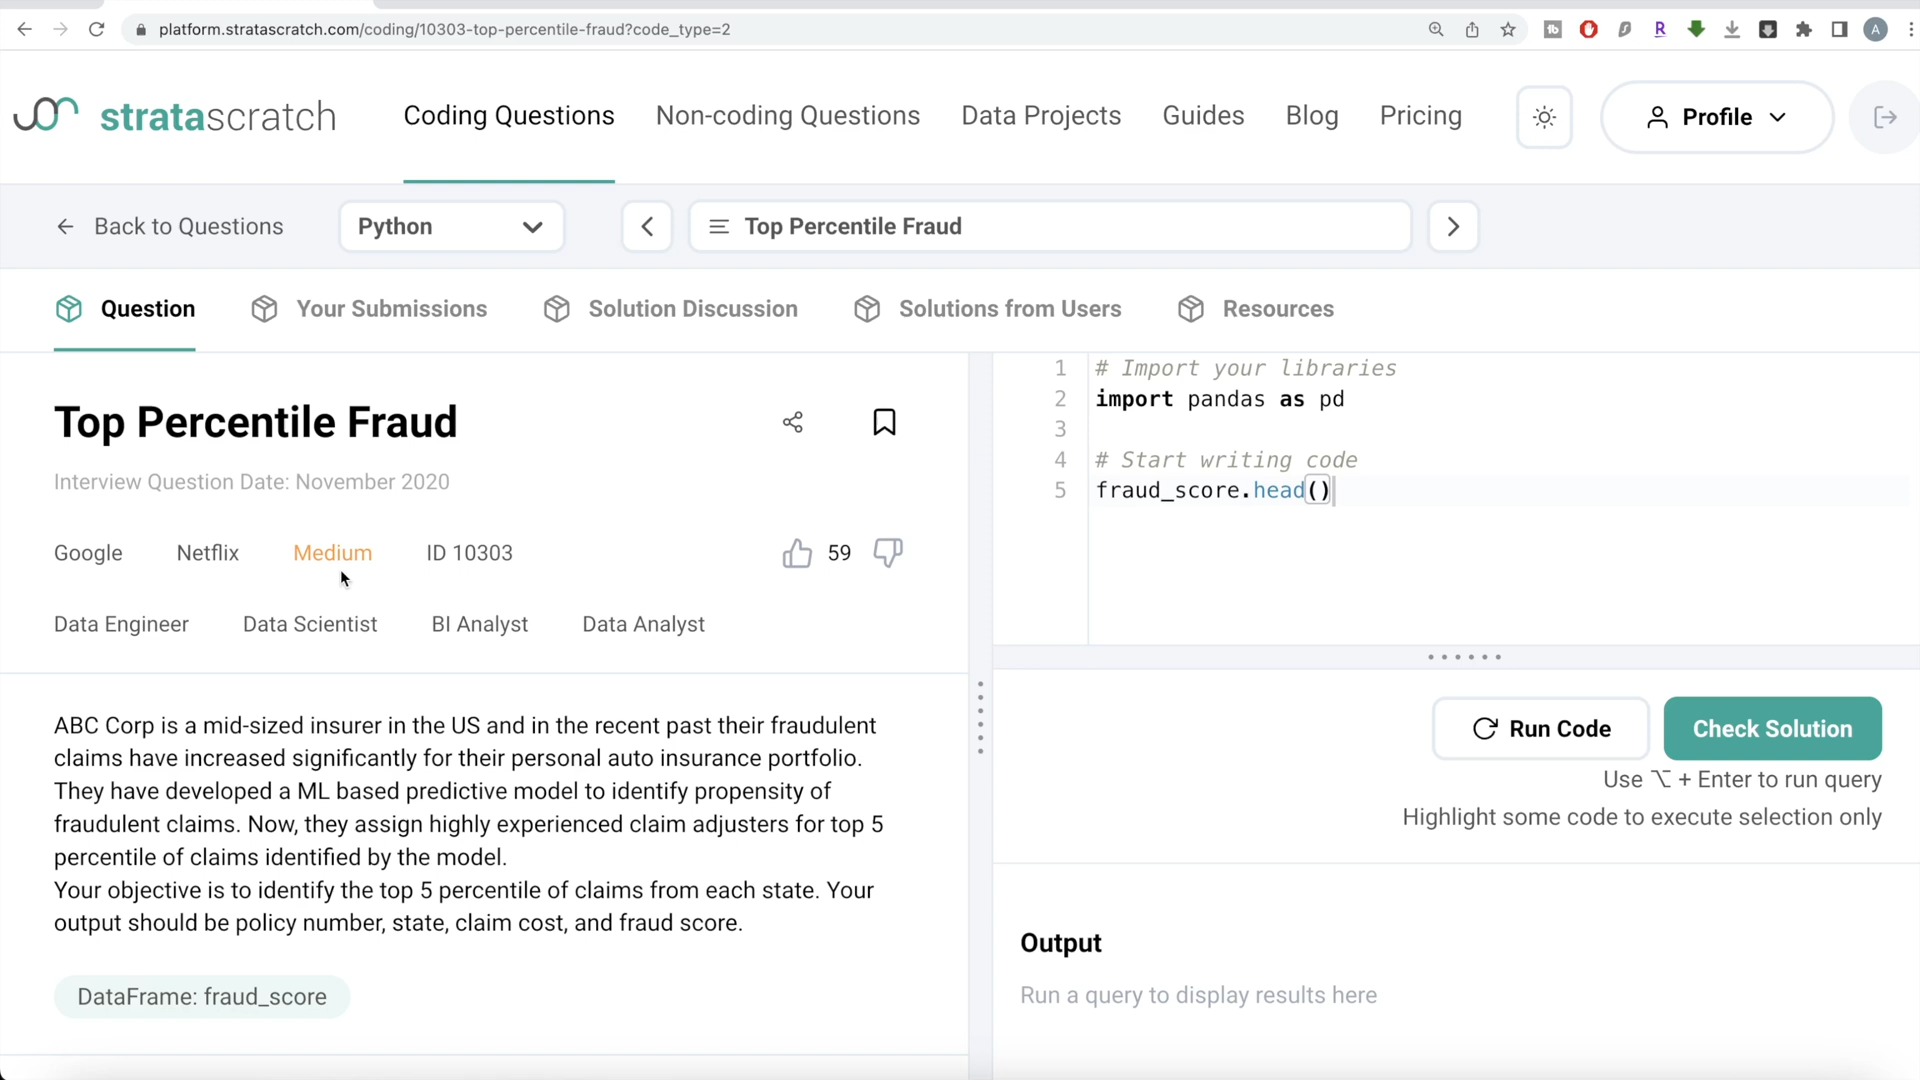 platform.stratascratch.com/coding/10303-top-percentile-fraud?code_type=2
tb
R
A
stratascratch
Coding Questions
Non-coding Questions
Data Projects
Guides
Blog
Pricing
Profile
Back to Questions
Python
Top Percentile Fraud
Question
Your Submissions
Solution Discussion
Solutions from Users
Resources
Top Percentile Fraud
Interview Question Date: November 2020
Google Netflix Medium ID 10303
59
Data Engineer Data Scientist BI Analyst Data Analyst
ABC Corp is a mid-sized insurer in the US and in the recent past their fraudulent
claims have increased significantly for their personal auto insurance portfolio.
They have developed a ML based predictive model to identify propensity of
fraudulent claims. Now, they assign highly experienced claim adjusters for top 5
percentile of claims identified by the model.
Your objective is to identify the top 5 percentile of claims from each state. Your
output should be policy number, state, claim cost, and fraud score.
DataFrame: fraud_score
1 # Import your libraries
2 import pandas as pd
3
4 # Start writing code
5 fraud_score.head()
Run Code
Check Solution
Use ⌥ + Enter to run query
Highlight some code to execute selection only
Output
Run a query to display results here